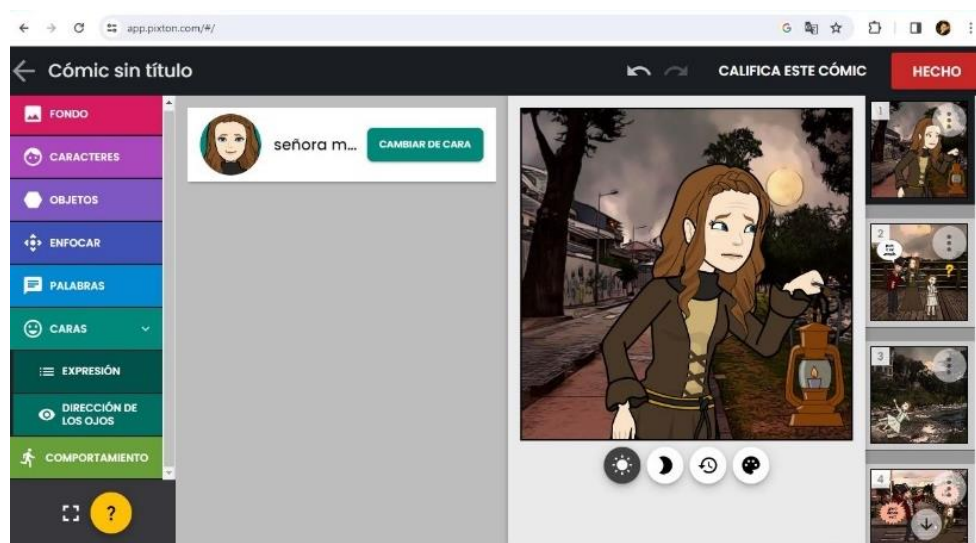 app.pixton.com/#/
Cómic sin título
CALIFICA ESTE CÓMIC
HECHO
FONDO
CARACTERES
OBJETOS
ENFOCAR
PALABRAS
CARAS
EXPRESIÓN
DIRECCIÓN DE
LOS OJOS
COMPORTAMIENTO
?
señora m...
CAMBIAR DE CARA
1
2
?
3
4